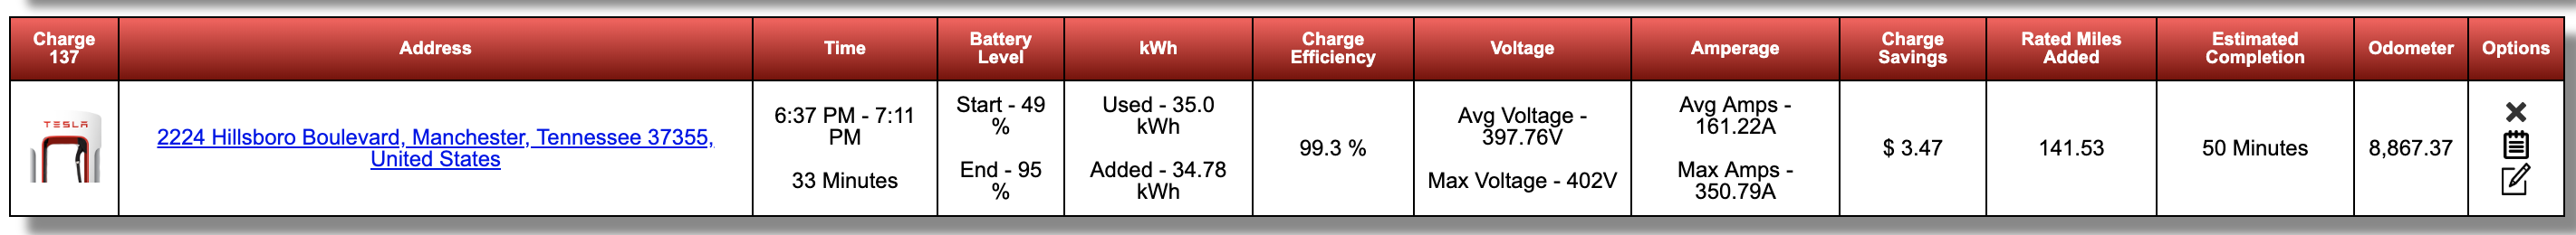 Charge
137
Address
Time
Battery
Level
kWh
Charge
Efficiency
Voltage
Amperage
Charge
Savings
Rated Miles
Added
Estimated
Completion
Odometer
Options
TESLA
2224 Hillsboro Boulevard, Manchester, Tennessee 37355,
United States
6:37 PM - 7:11
PM
33 Minutes
Start - 49
%
End - 95
%
Used - 35.0
kWh
Added - 34.78
kWh
99.3 %
Avg Voltage -
397.76V
Max Voltage - 402V
Avg Amps -
161.22A
Max Amps -
350.79A
$ 3.47
141.53
50 Minutes
8,867.37